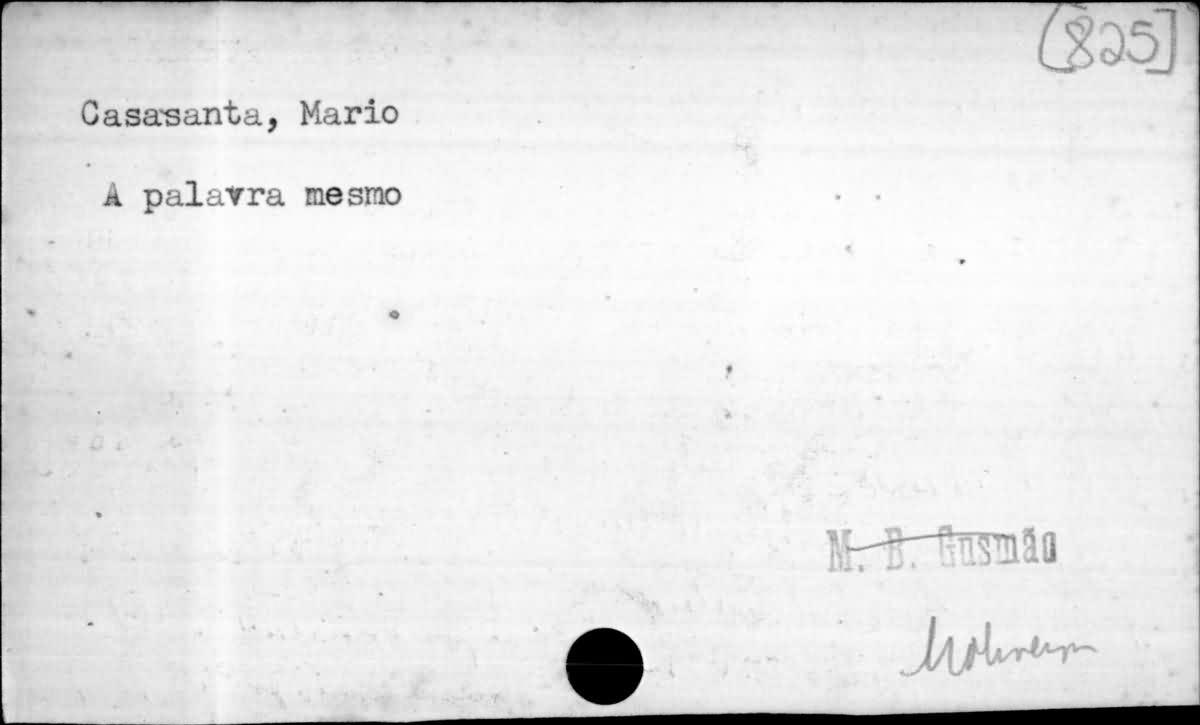 [825]
Casasanta, Mario
A palavra mesmo
M. B. Gusmão